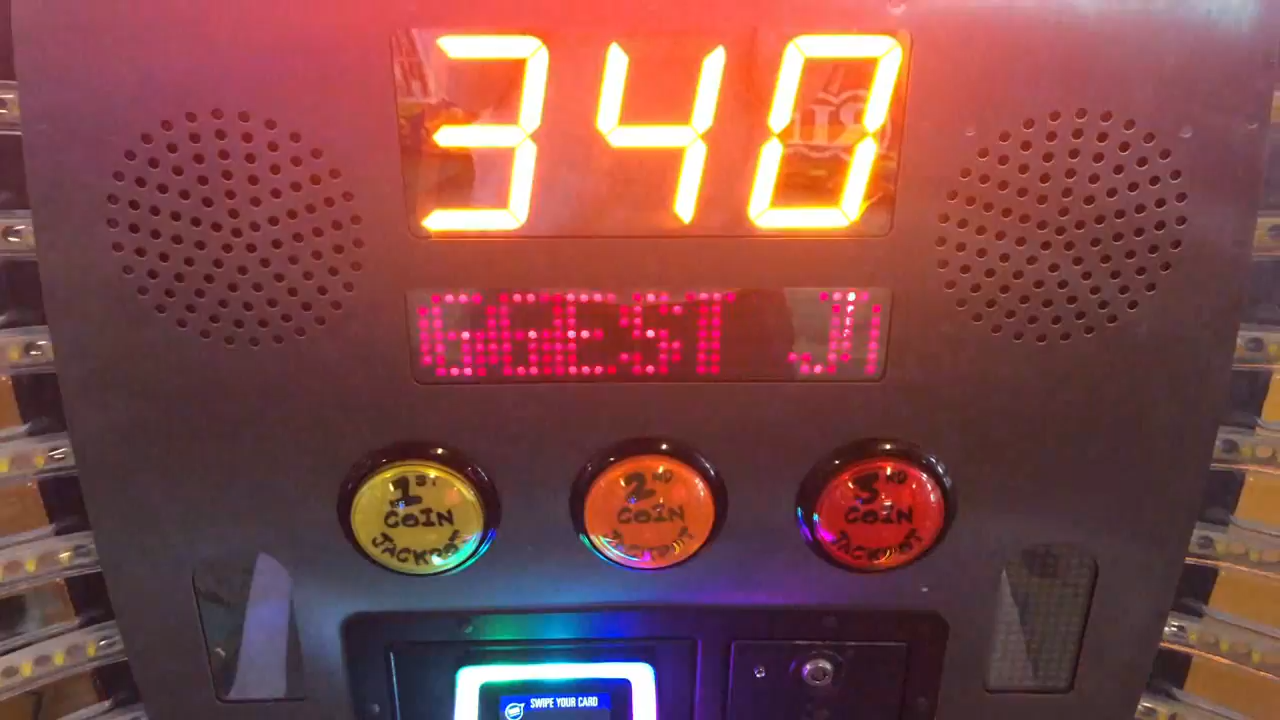 340
1ST COIN JACKPOT
2ND COIN JACKPOT
3RD COIN JACKPOT
SWIPE YOUR CARD